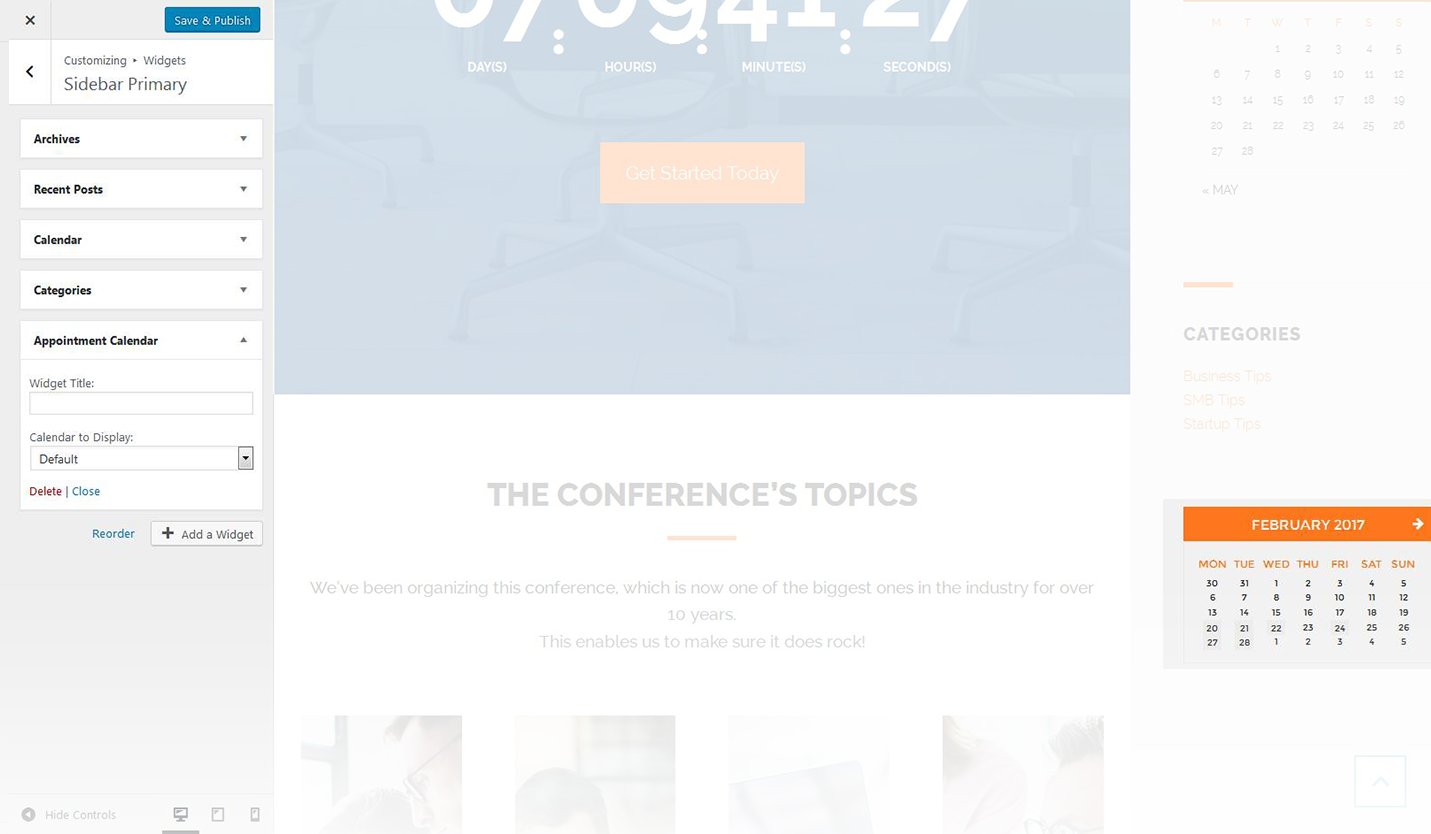 Save & Publish
Customizing ▸ Widgets
Sidebar Primary
Archives
Recent Posts
Calendar
Categories
Appointment Calendar
Widget Title:
Calendar to Display:
Default
Delete | Close
Reorder
Add a Widget
Hide Controls
07 09 41 27
DAY(S) HOUR(S) MINUTE(S) SECOND(S)
Get Started Today
THE CONFERENCE'S TOPICS
We've been organizing this conference, which is now one of the biggest ones in the industry for over
10 years.
This enables us to make sure it does rock!
M T W T F S S
1 2 3 4 5
6 7 8 9 10 11 12
13 14 15 16 17 18 19
20 21 22 23 24 25 26
27 28
« MAY
CATEGORIES
Business Tips
SMB Tips
Startup Tips
FEBRUARY 2017
MON TUE WED THU FRI SAT SUN
30 31 1 2 3 4 5
6 7 8 9 10 11 12
13 14 15 16 17 18 19
20 21 22 23 24 25 26
27 28 1 2 3 4 5